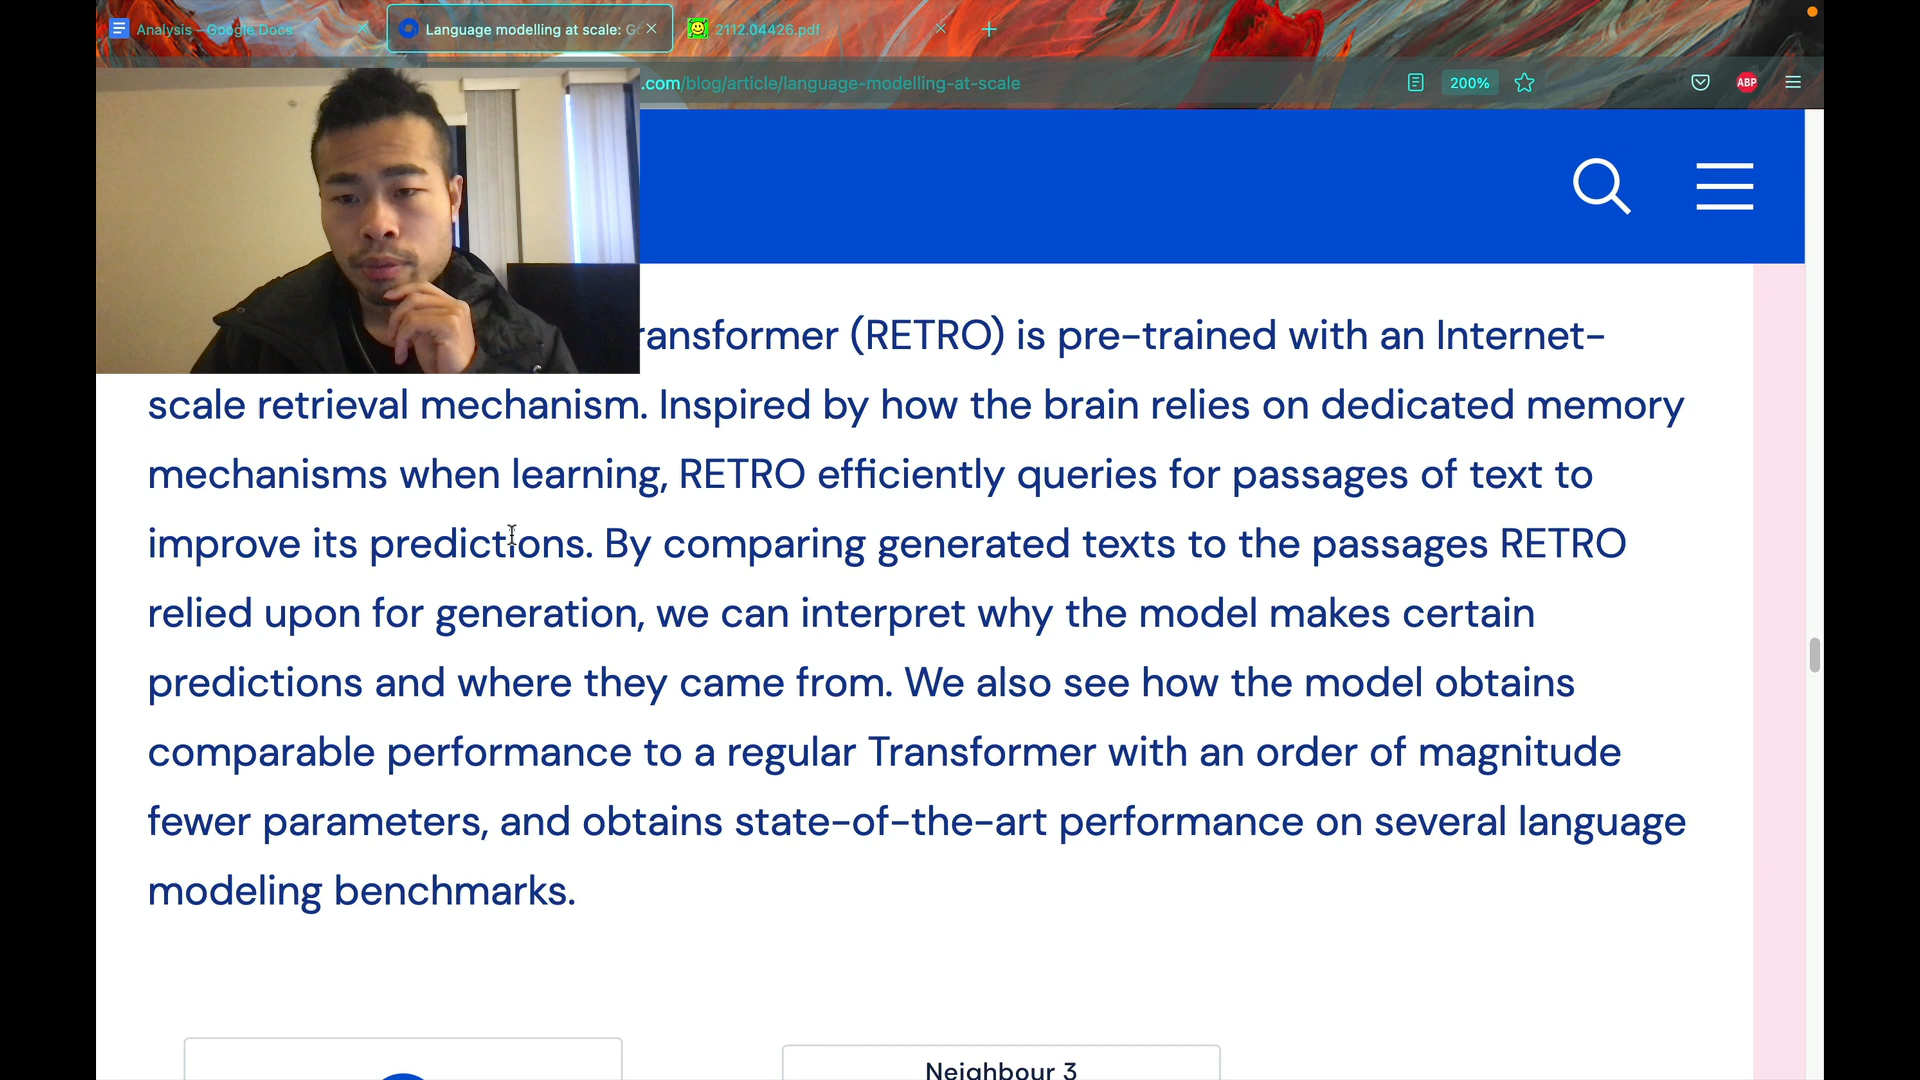 Analysis - Google Docs
Language modelling at scale: G
2112.04426.pdf
.com/blog/article/language-modelling-at-scale
200%
ABP
ransformer (RETRO) is pre-trained with an Internet-
scale retrieval mechanism. Inspired by how the brain relies on dedicated memory
mechanisms when learning, RETRO efficiently queries for passages of text to
improve its predictions. By comparing generated texts to the passages RETRO
relied upon for generation, we can interpret why the model makes certain
predictions and where they came from. We also see how the model obtains
comparable performance to a regular Transformer with an order of magnitude
fewer parameters, and obtains state-of-the-art performance on several language
modeling benchmarks.
Neighbour 3